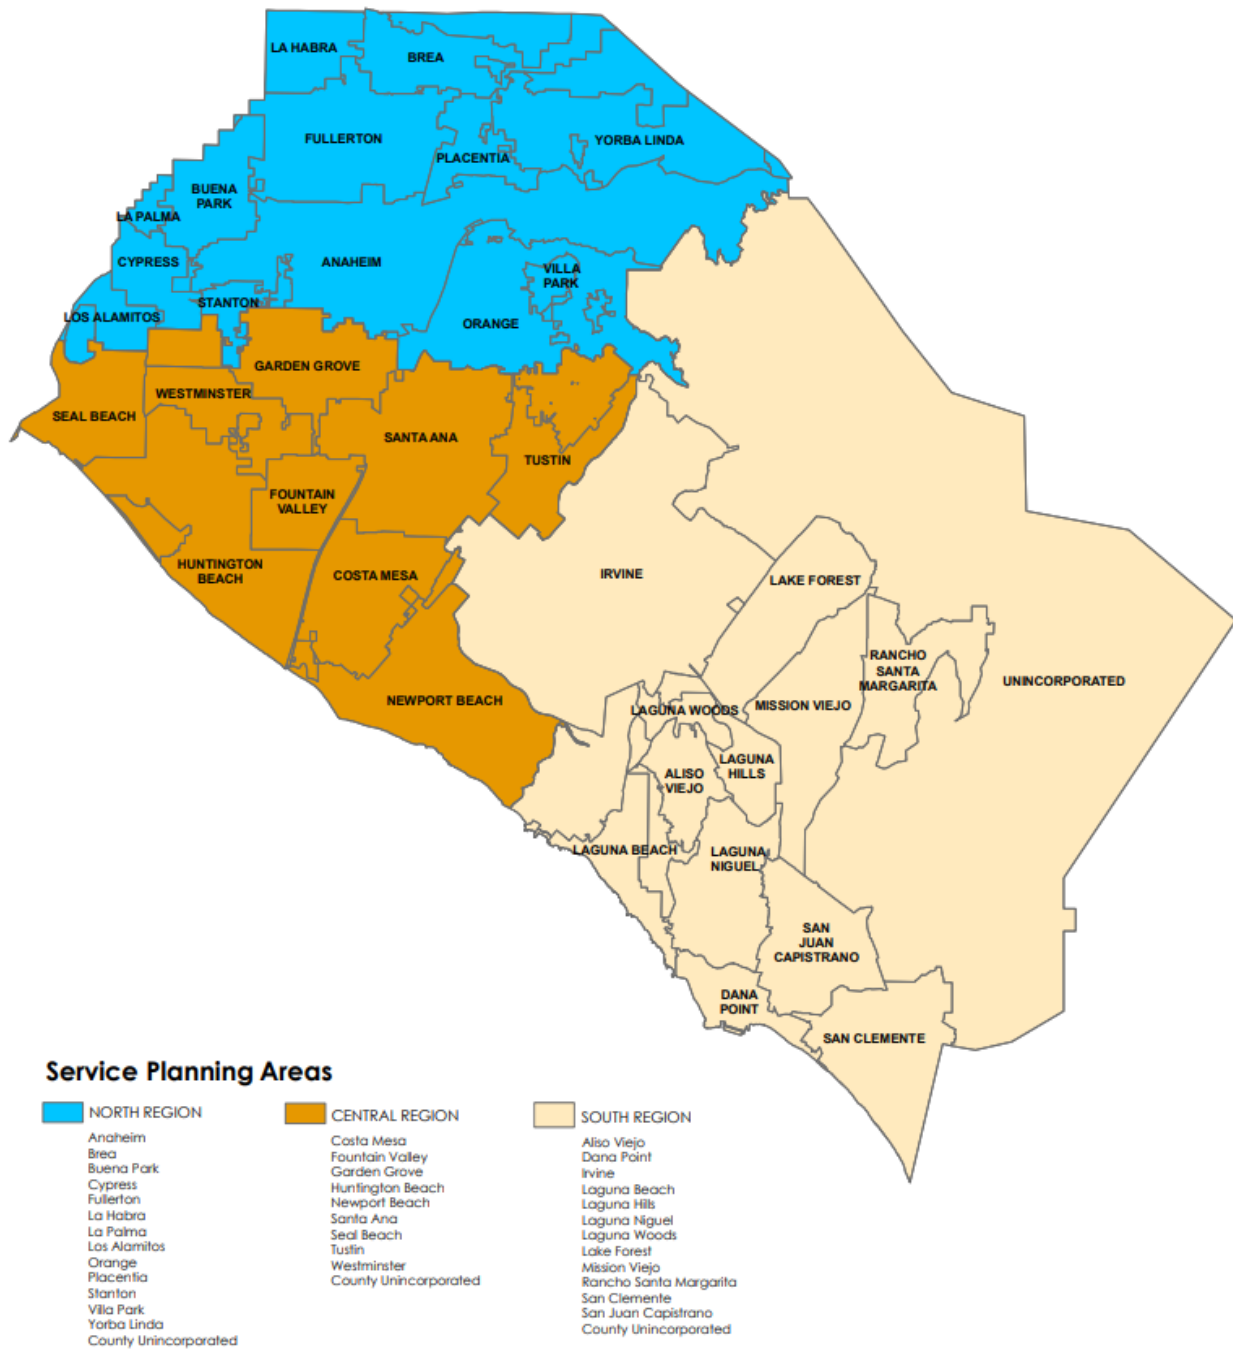 LA HABRA
BREA
FULLERTON
YORBA LINDA
PLACENTIA
BUENA
PARK
LA PALMA
CYPRESS
ANAHEIM
VILLA
PARK
STANTON
LOS ALAMITOS
ORANGE
GARDEN GROVE
WESTMINSTER
SEAL BEACH
SANTA ANA
TUSTIN
FOUNTAIN
VALLEY
HUNTINGTON
BEACH
COSTA MESA
IRVINE
LAKE FOREST
RANCHO
SANTA
MARGARITA
UNINCORPORATED
NEWPORT BEACH
LAGUNA WOODS
MISSION VIEJO
LAGUNA
HILLS
ALISO
VIEJO
LAGUNA BEACH
LAGUNA
NIGUEL
SAN
JUAN
CAPISTRANO
DANA
POINT
SAN CLEMENTE
Service Planning Areas
NORTH REGION
Anaheim
Brea
Buena Park
Cypress
Fullerton
La Habra
La Palma
Los Alamitos
Orange
Placentia
Stanton
Villa Park
Yorba Linda
County Unincorporated
CENTRAL REGION
Costa Mesa
Fountain Valley
Garden Grove
Huntington Beach
Newport Beach
Santa Ana
Seal Beach
Tustin
Westminster
County Unincorporated
SOUTH REGION
Aliso Viejo
Dana Point
Irvine
Laguna Beach
Laguna Hills
Laguna Niguel
Laguna Woods
Lake Forest
Mission Viejo
Rancho Santa Margarita
San Clemente
San Juan Capistrano
County Unincorporated